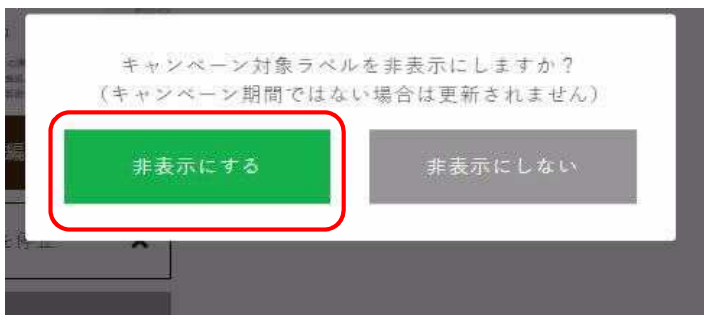 キャンペーン対象ラベルを非表示にしますか？
（キャンペーン期間ではない場合は更新されません）
非表示にする
非表示にしない